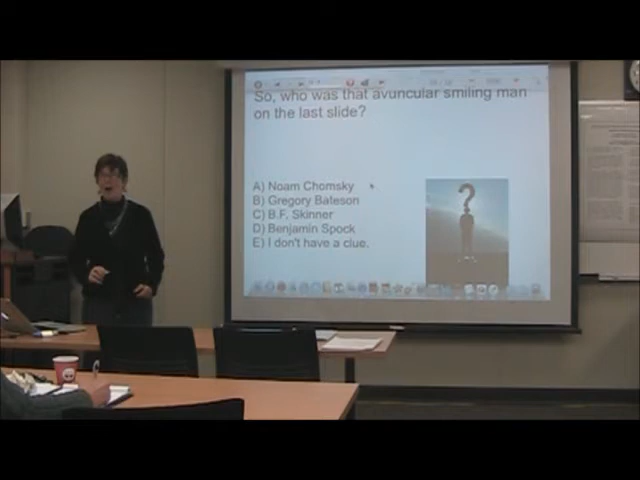 So, who was that avuncular smiling man
on the last slide?
A) Noam Chomsky
B) Gregory Bateson
C) B.F. Skinner
D) Benjamin Spock
E) I don't have a clue.
?